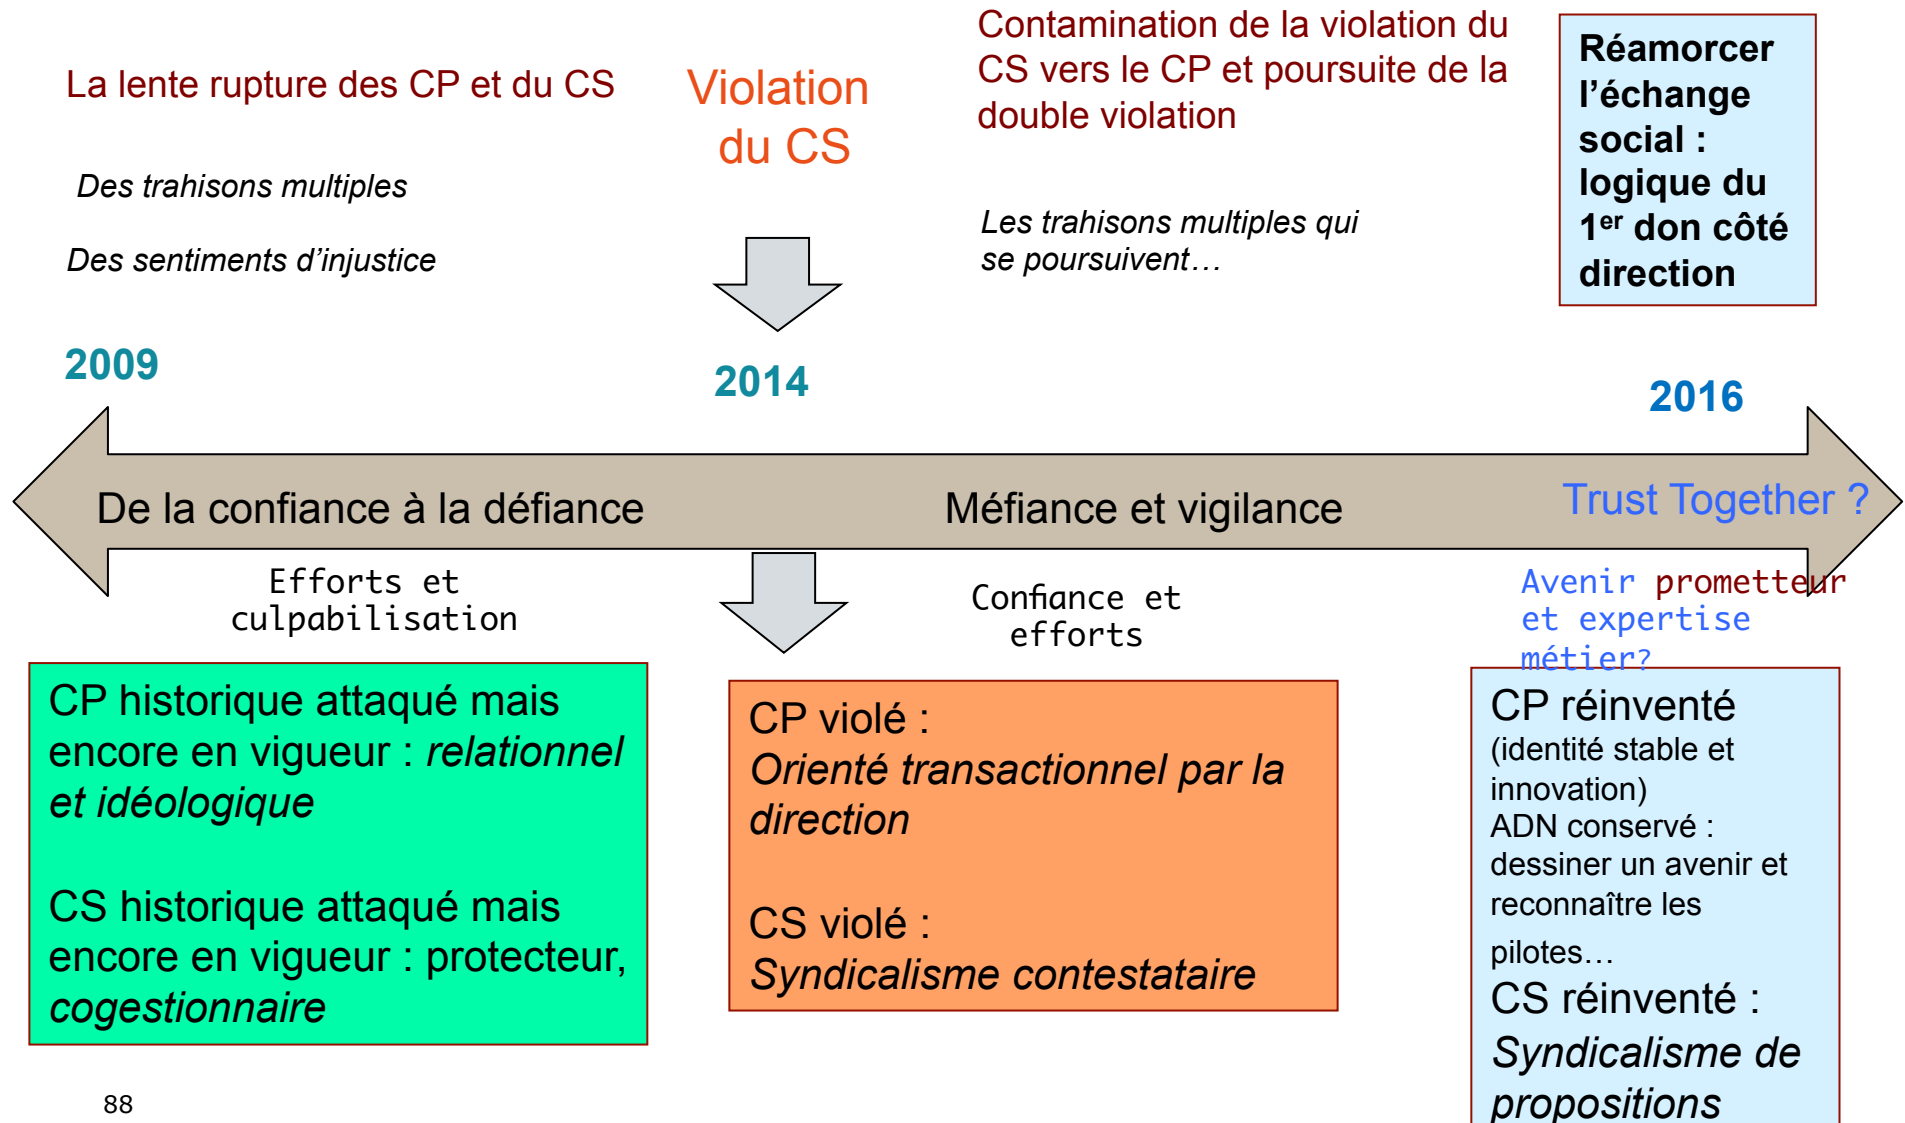 La lente rupture des CP et du CS
Des trahisons multiples
Des sentiments d'injustice
Violation
du CS
Contamination de la violation du
CS vers le CP et poursuite de la
double violation
Les trahisons multiples qui
se poursuivent…
Réamorcer
l’échange
social :
logique du
1er don côté
direction
2009
2014
2016
De la confiance à la défiance
Méfiance et vigilance
Trust Together ?
Efforts et
culpabilisation
Confiance et
efforts
Avenir prometteur
et expertise
métier?
CP historique attaqué mais
encore en vigueur : relationnel
et idéologique
CS historique attaqué mais
encore en vigueur : protecteur,
cogestionnaire
CP violé :
Orienté transactionnel par la
direction
CS violé :
Syndicalisme contestataire
CP réinventé
(identité stable et
innovation)
ADN conservé :
dessiner un avenir et
reconnaître les
pilotes…
CS réinventé :
Syndicalisme de
propositions
88